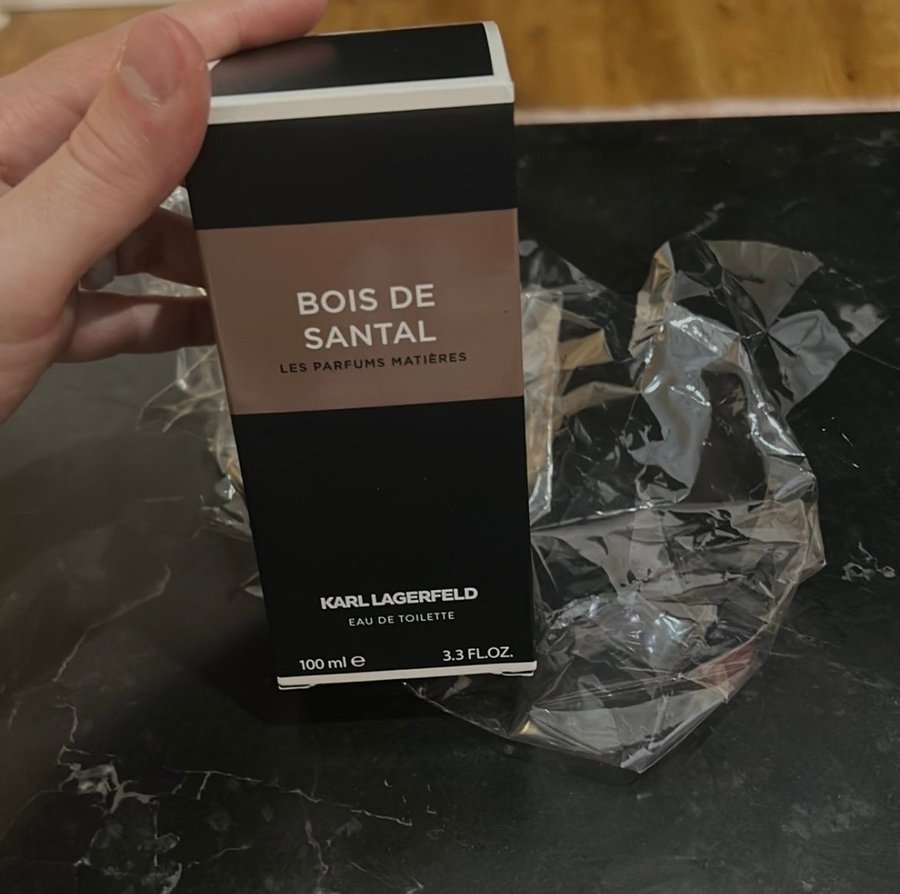 BOIS DE
SANTAL
LES PARFUMS MATIÈRES
KARL LAGERFELD
EAU DE TOILETTE
100 ml ℮ 3.3 FL.OZ.